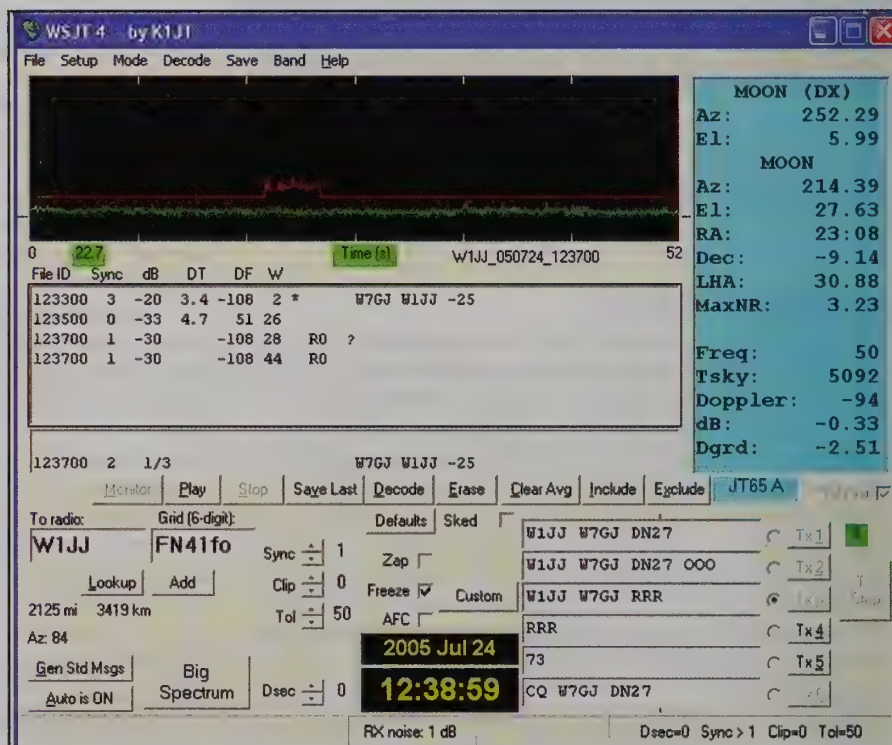 WSJT 4 by K1JT
File Setup Mode Decode Save Band Help
MOON (DX)
Az: 252.29
El: 5.99
MOON
Az: 214.39
El: 27.63
RA: 23:08
Dec: -9.14
LHA: 30.88
MaxNR: 3.23
Freq: 50
Tsky: 5092
Doppler: -94
dB: -0.33
Dgrd: -2.51
0 22.7 Time (s) W1JJ_050724_123700 52
File ID Sync dB DT DF W
123300 3 -20 3.4 -108 2 * W7GJ W1JJ -25
123500 0 -33 4.7 51 26
123700 1 -30 -108 28 R0 ?
123700 1 -30 -108 44 R0
123700 2 1/3 W7GJ W1JJ -25
Monitor Play Stop Save Last Decode Erase Clear Avg Include Exclude JT65 A
To radio: Grid (6-digit):
W1JJ FN41fo
Lookup Add
2125 mi 3419 km
Az: 84
Gen Std Msgs
Auto is ON
Big Spectrum
Sync 1
Clip 0
Tol 50
Dsec 0
Defaults Sked
Zap
Freeze Custom
AFC
2005 Jul 24
12:38:59
W1JJ W7GJ DN27 Tx1
W1JJ W7GJ DN27 OOO Tx2
W1JJ W7GJ RRR
RRR Tx4
73 Tx5
CQ W7GJ DN27
RX noise: 1 dB Dsec=0 Sync>1 Clip=0 Tol=50